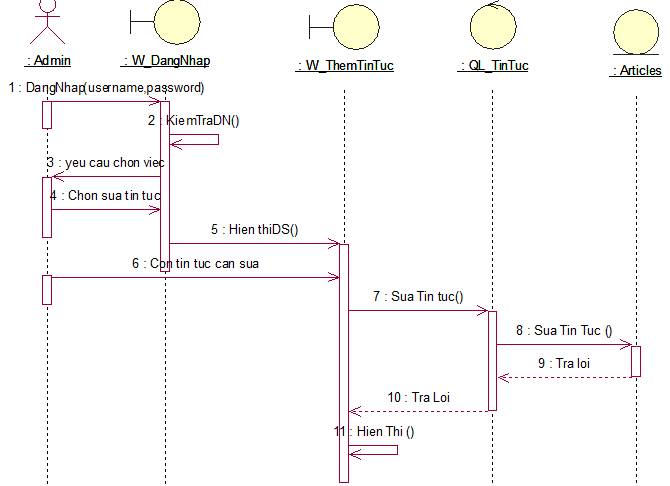 : Admin
: W_DangNhap
: W_ThemTinTuc
: QL_TinTuc
: Articles
1 : DangNhap(username,password)
2 : KiemTraDN()
3 : yeu cau chon viec
4 : Chon sua tin tuc
5 : Hien thiDS()
6 : Con tin tuc can sua
7 : Sua Tin tuc()
8 : Sua Tin Tuc ()
9 : Tra loi
10 : Tra Loi
11 : Hien Thi ()